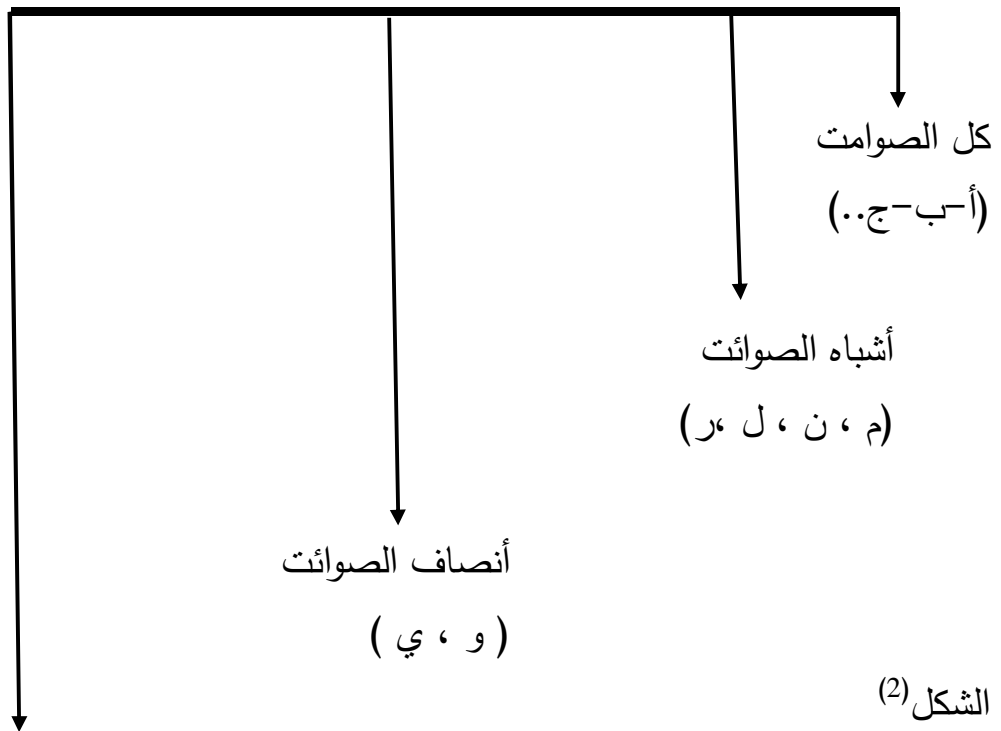 كل الصوامت
(أ-ب-ج..)
أشباه الصوائت
(م ، ن ، ل ،ر)
أنصاف الصوائت
( و ، ي )
الشكل(2)